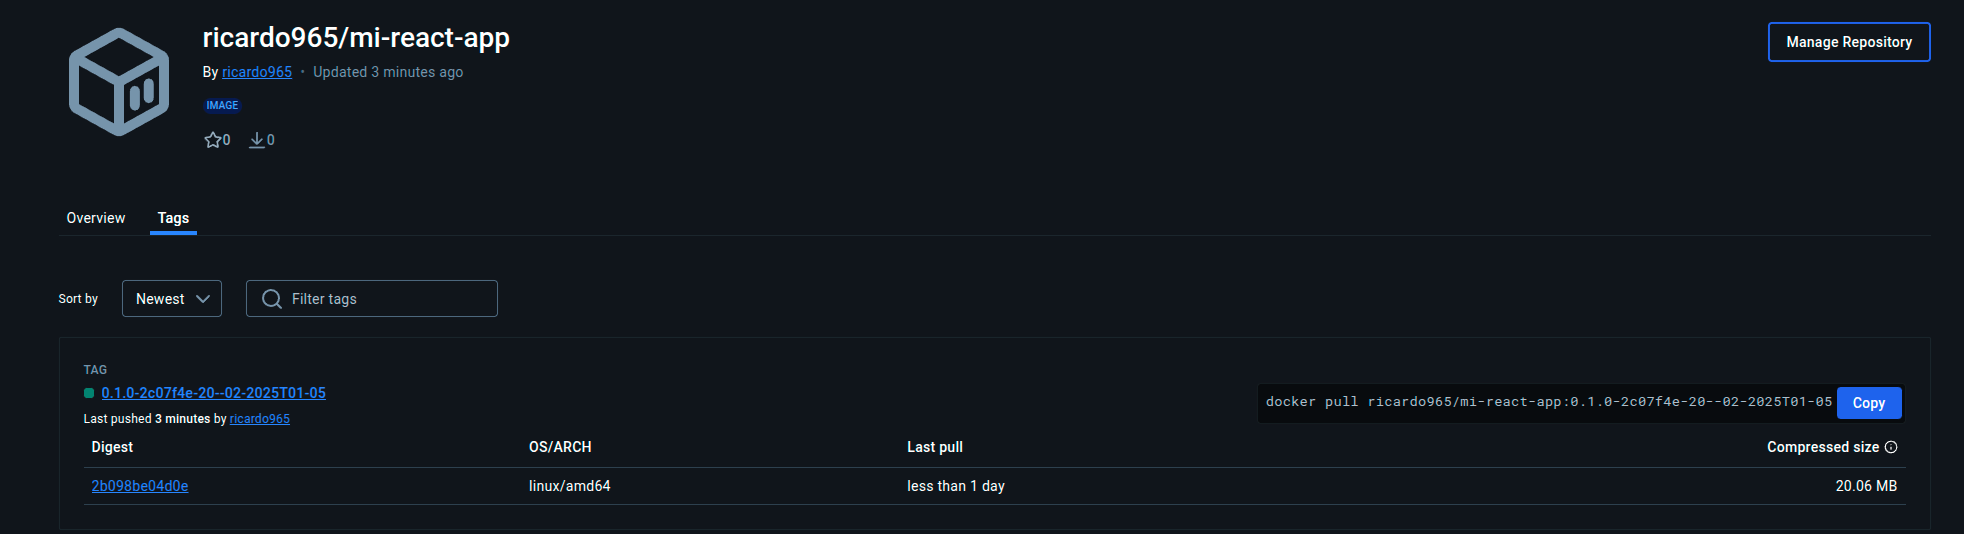 ricardo965/mi-react-app
Manage Repository
By ricardo965 • Updated 3 minutes ago
IMAGE
0 0
Overview Tags
Sort by Newest Filter tags
TAG
0.1.0-2c07f4e-20--02-2025T01-05
docker pull ricardo965/mi-react-app:0.1.0-2c07f4e-20--02-2025T01-05 Copy
Last pushed 3 minutes by ricardo965
Digest OS/ARCH Last pull Compressed size
2b098be04d0e linux/amd64 less than 1 day 20.06 MB